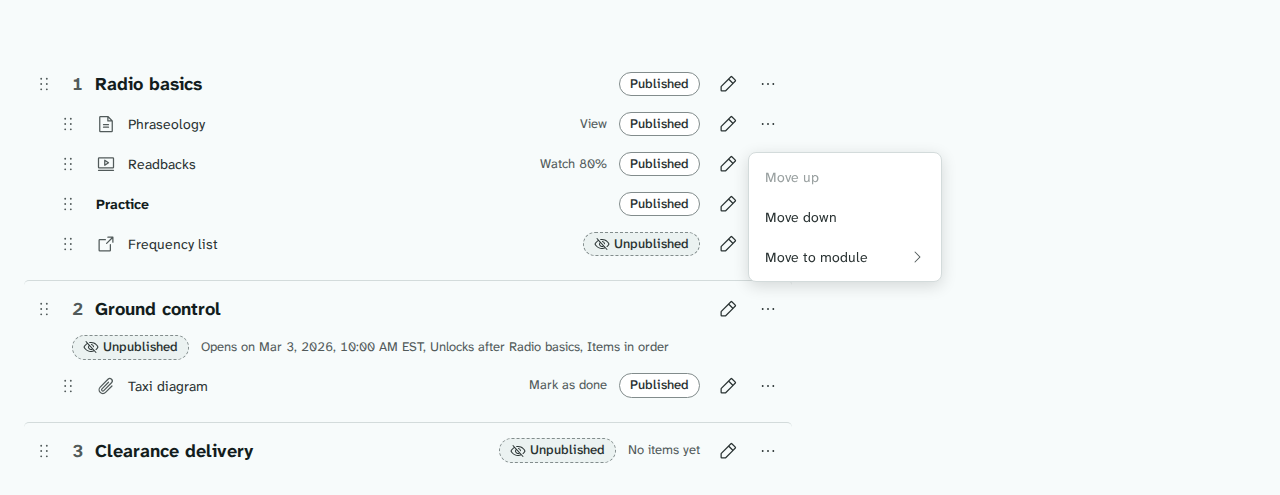 1 Radio basics Published
Phraseology View Published
Readbacks Watch 80% Published
Move up
Practice Published
Move down
Frequency list Unpublished
Move to module
2 Ground control
Unpublished Opens on Mar 3, 2026, 10:00 AM EST, Unlocks after Radio basics, Items in order
Taxi diagram Mark as done Published
3 Clearance delivery Unpublished No items yet